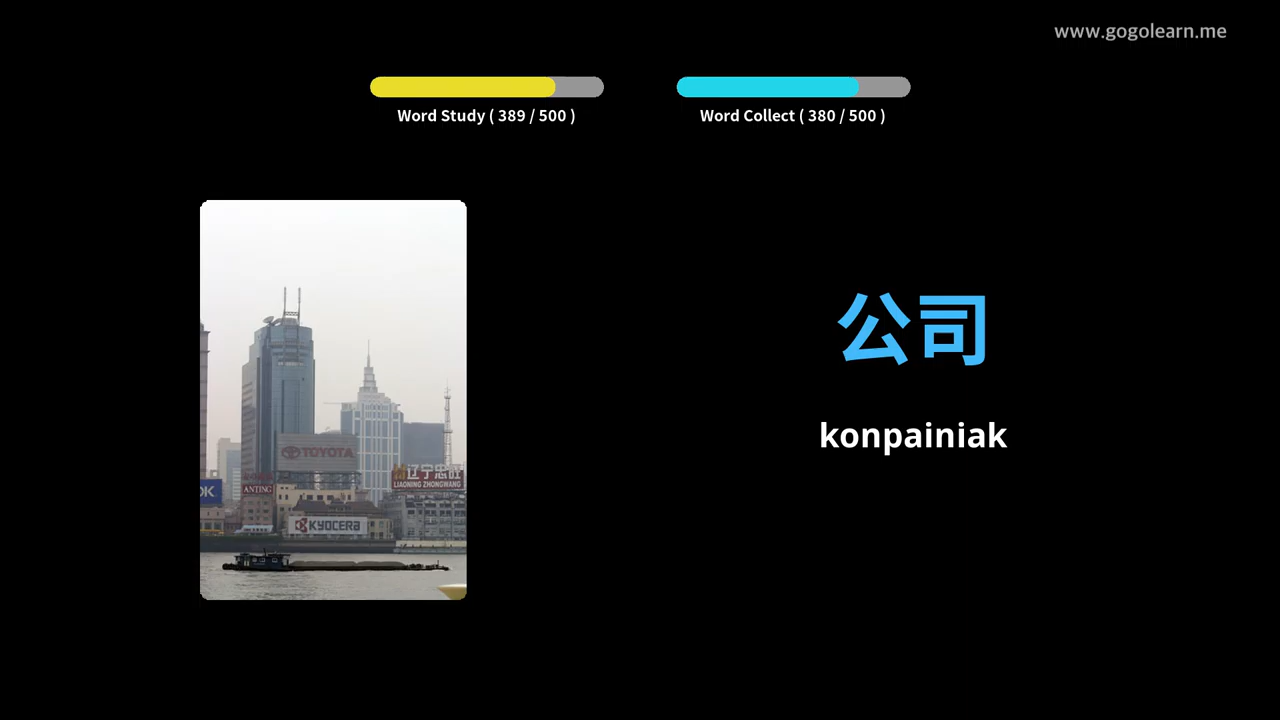 www.gogolearn.me
Word Study ( 389 / 500 )
Word Collect ( 380 / 500 )
公司
konpainiak
TOYOTA
辽宁忠旺
LIAONING ZHONGWANG
OK
ANTING
KYOCERA